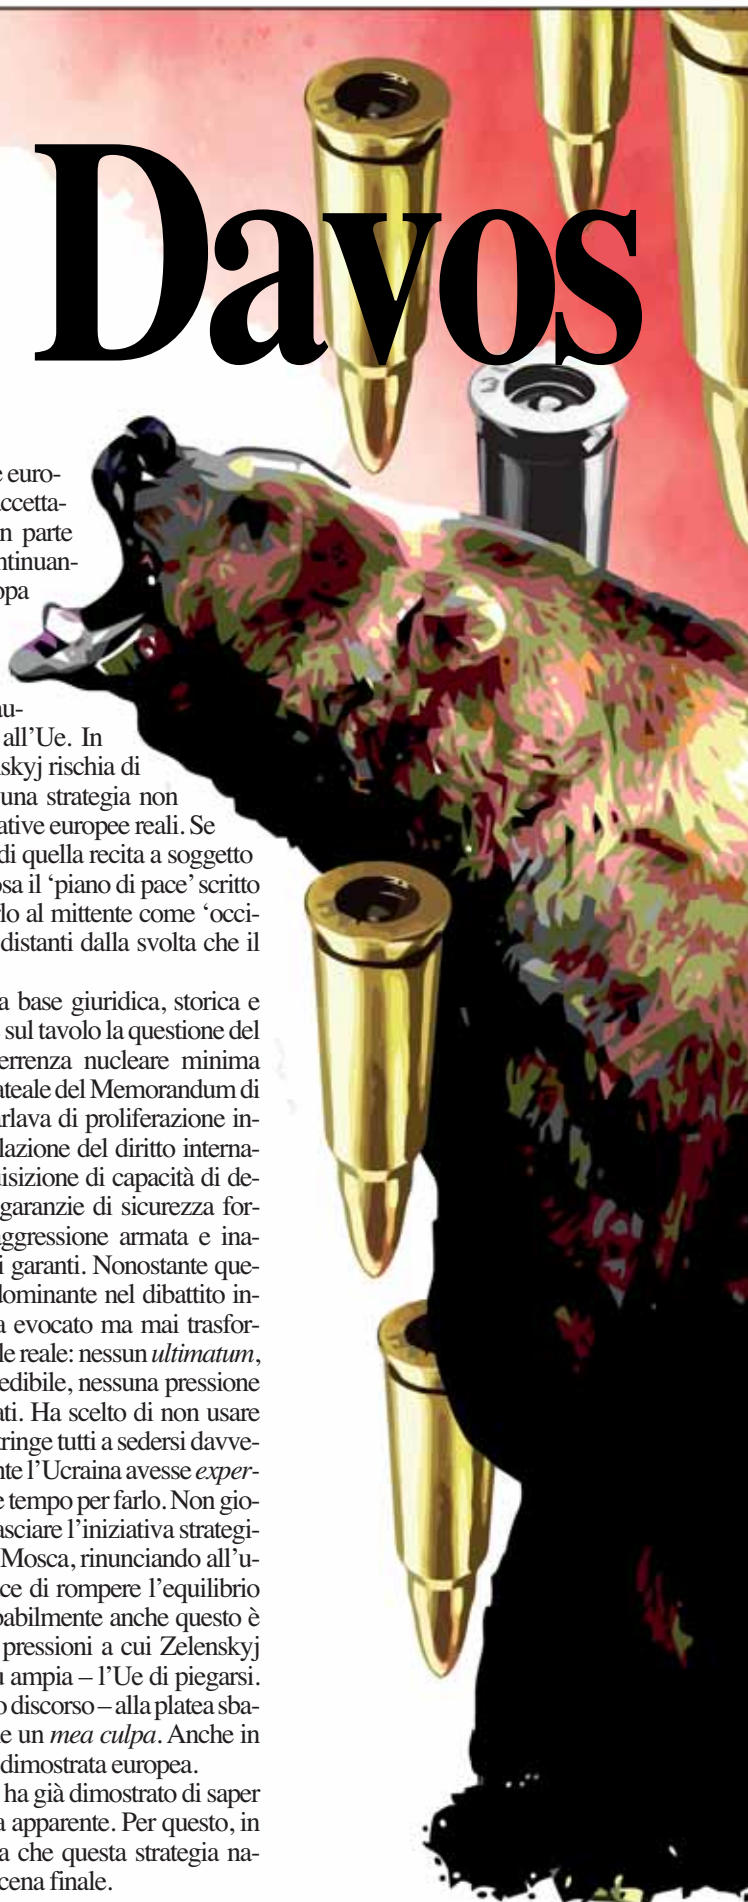 Davos
e euro-
ccetta-
n parte
ntinuan-
opa
au-
all'Ue. In
skyj rischia di
una strategia non
ative europee reali. Se
di quella recita a soggetto
osa il 'piano di pace' scritto
rlo al mittente come 'occi-
distanti dalla svolta che il
a base giuridica, storica e
sul tavolo la questione del
errenza nucleare minima
ateale del Memorandum di
arlava di proliferazione in-
lazione del diritto interna-
uisizione di capacità di de-
garanzie di sicurezza for-
aggressione armata e ina-
i garanti. Nonostante que-
dominante nel dibattito in-
a evocato ma mai trasfor-
le reale: nessun ultimatum,
edibile, nessuna pressione
ati. Ha scelto di non usare
tringe tutti a sedersi davve-
nte l'Ucraina avesse exper-
e tempo per farlo. Non gio-
asciare l'iniziativa strategi-
Mosca, rinunciando all'u-
ce di rompere l'equilibrio
babilmente anche questo è
pressioni a cui Zelenskyj
ù ampia – l'Ue di piegarsi.
o discorso – alla platea sba-
e un mea culpa. Anche in
dimostrata europea.
ha già dimostrato di saper
a apparente. Per questo, in
a che questa strategia na-
cena finale.